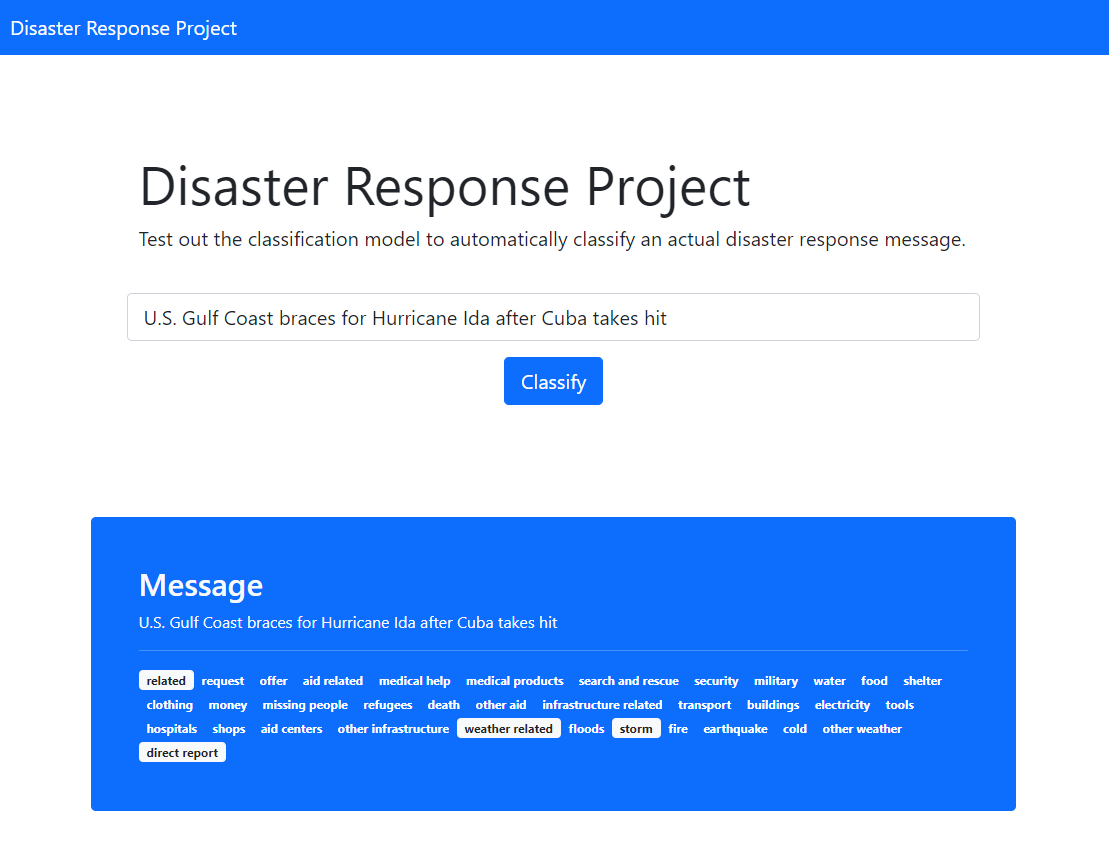 Disaster Response Project
Disaster Response Project
Test out the classification model to automatically classify an actual disaster response message.
U.S. Gulf Coast braces for Hurricane Ida after Cuba takes hit
Classify
Message
U.S. Gulf Coast braces for Hurricane Ida after Cuba takes hit
related request offer aid related medical help medical products search and rescue security military water food shelter
clothing money missing people refugees death other aid infrastructure related transport buildings electricity tools
hospitals shops aid centers other infrastructure weather related floods storm fire earthquake cold other weather
direct report